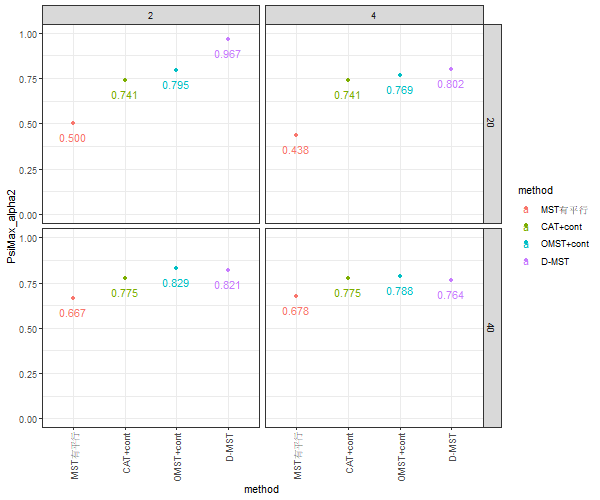 2
4
1.00
0.75
0.50
0.25
0.00
0.500
0.741
0.795
0.967
0.438
0.741
0.769
0.802
20
1.00
0.75
0.50
0.25
0.00
0.667
0.775
0.829
0.821
0.678
0.775
0.788
0.764
40
PsiMax_alpha2
MST有平行
CAT+cont
OMST+cont
D-MST
MST有平行
CAT+cont
OMST+cont
D-MST
method
method
MST有平行
CAT+cont
OMST+cont
D-MST